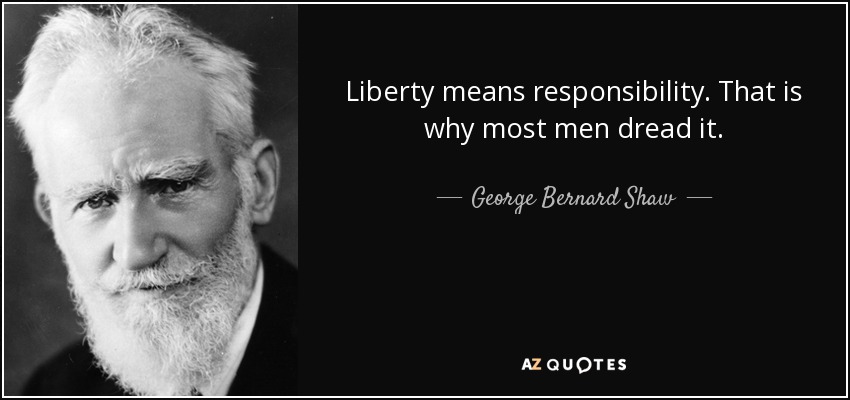 Liberty means responsibility. That is
why most men dread it.
George Bernard Shaw
AZ QUOTES